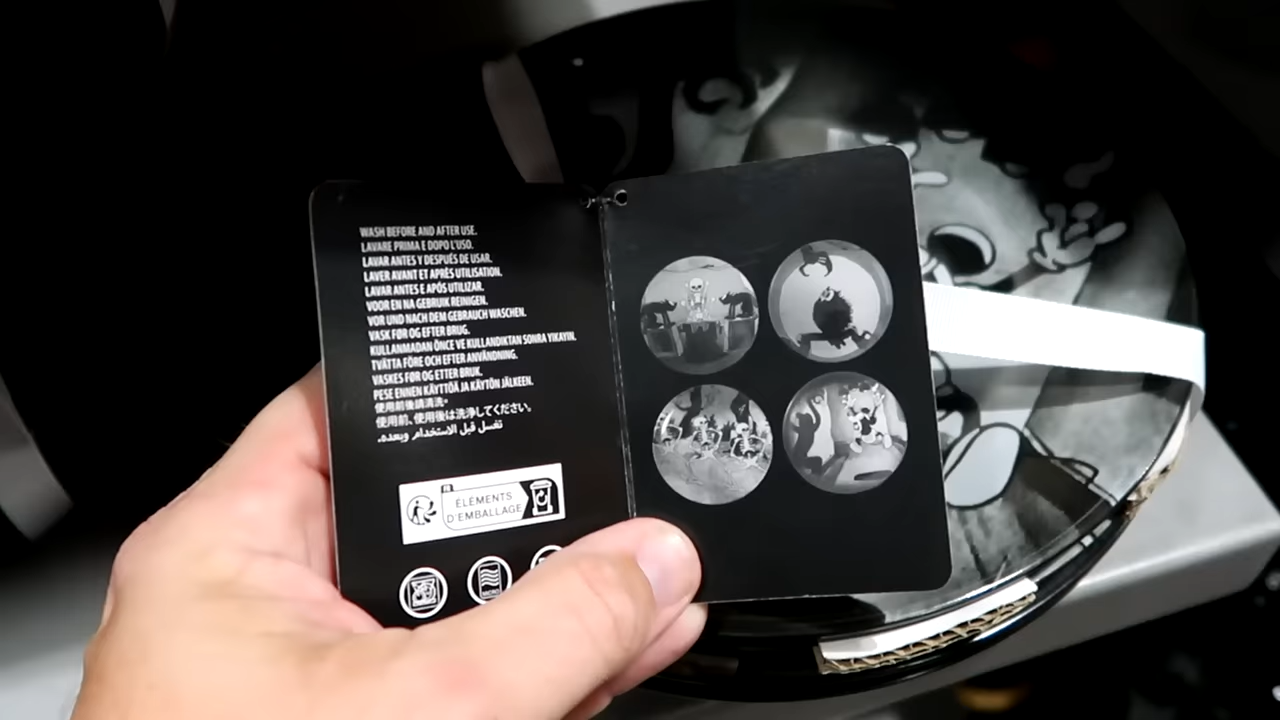 WASH BEFORE AND AFTER USE.
LAVARE PRIMA E DOPO L'USO.
LAVAR ANTES Y DESPUÉS DE USAR.
LAVER AVANT ET APRÈS UTILISATION.
LAVAR ANTES E APÓS UTILIZAR.
VOOR EN NA GEBRUIK REINIGEN.
VOR UND NACH DEM GEBRAUCH WASCHEN.
VASK FØR OG EFTER BRUG.
KULLANMADAN ÖNCE VE KULLANDIKTAN SONRA YIKAYIN.
TVÄTTA FÖRE OCH EFTER ANVÄNDNING.
VASKES FØR OG ETTER BRUK.
PESE ENNEN KÄYTTÖÄ JA KÄYTÖN JÄLKEEN.
使用前後請清洗。
使用前、使用後は洗浄してください。
تغسل قبل الاستخدام وبعده.
FR
ÉLÉMENTS
D'EMBALLAGE
MICRO